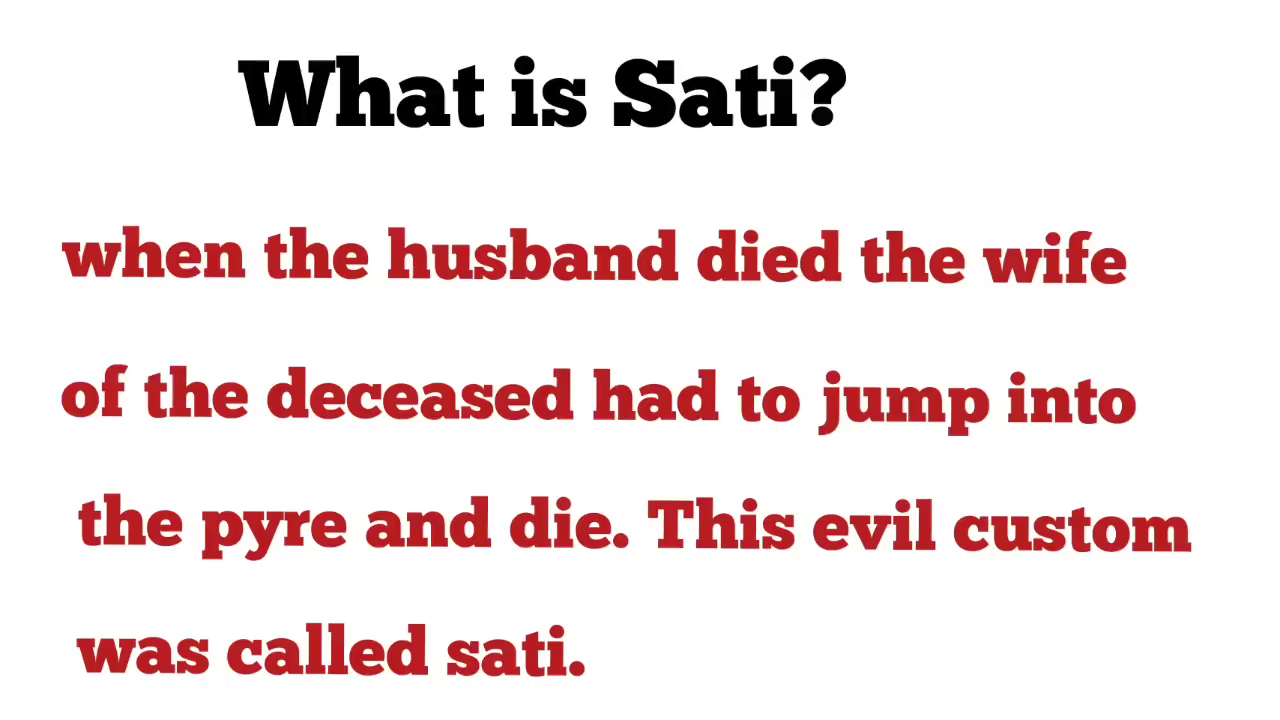 What is Sati?
when the husband died the wife
of the deceased had to jump into
the pyre and die. This evil custom
was called sati.